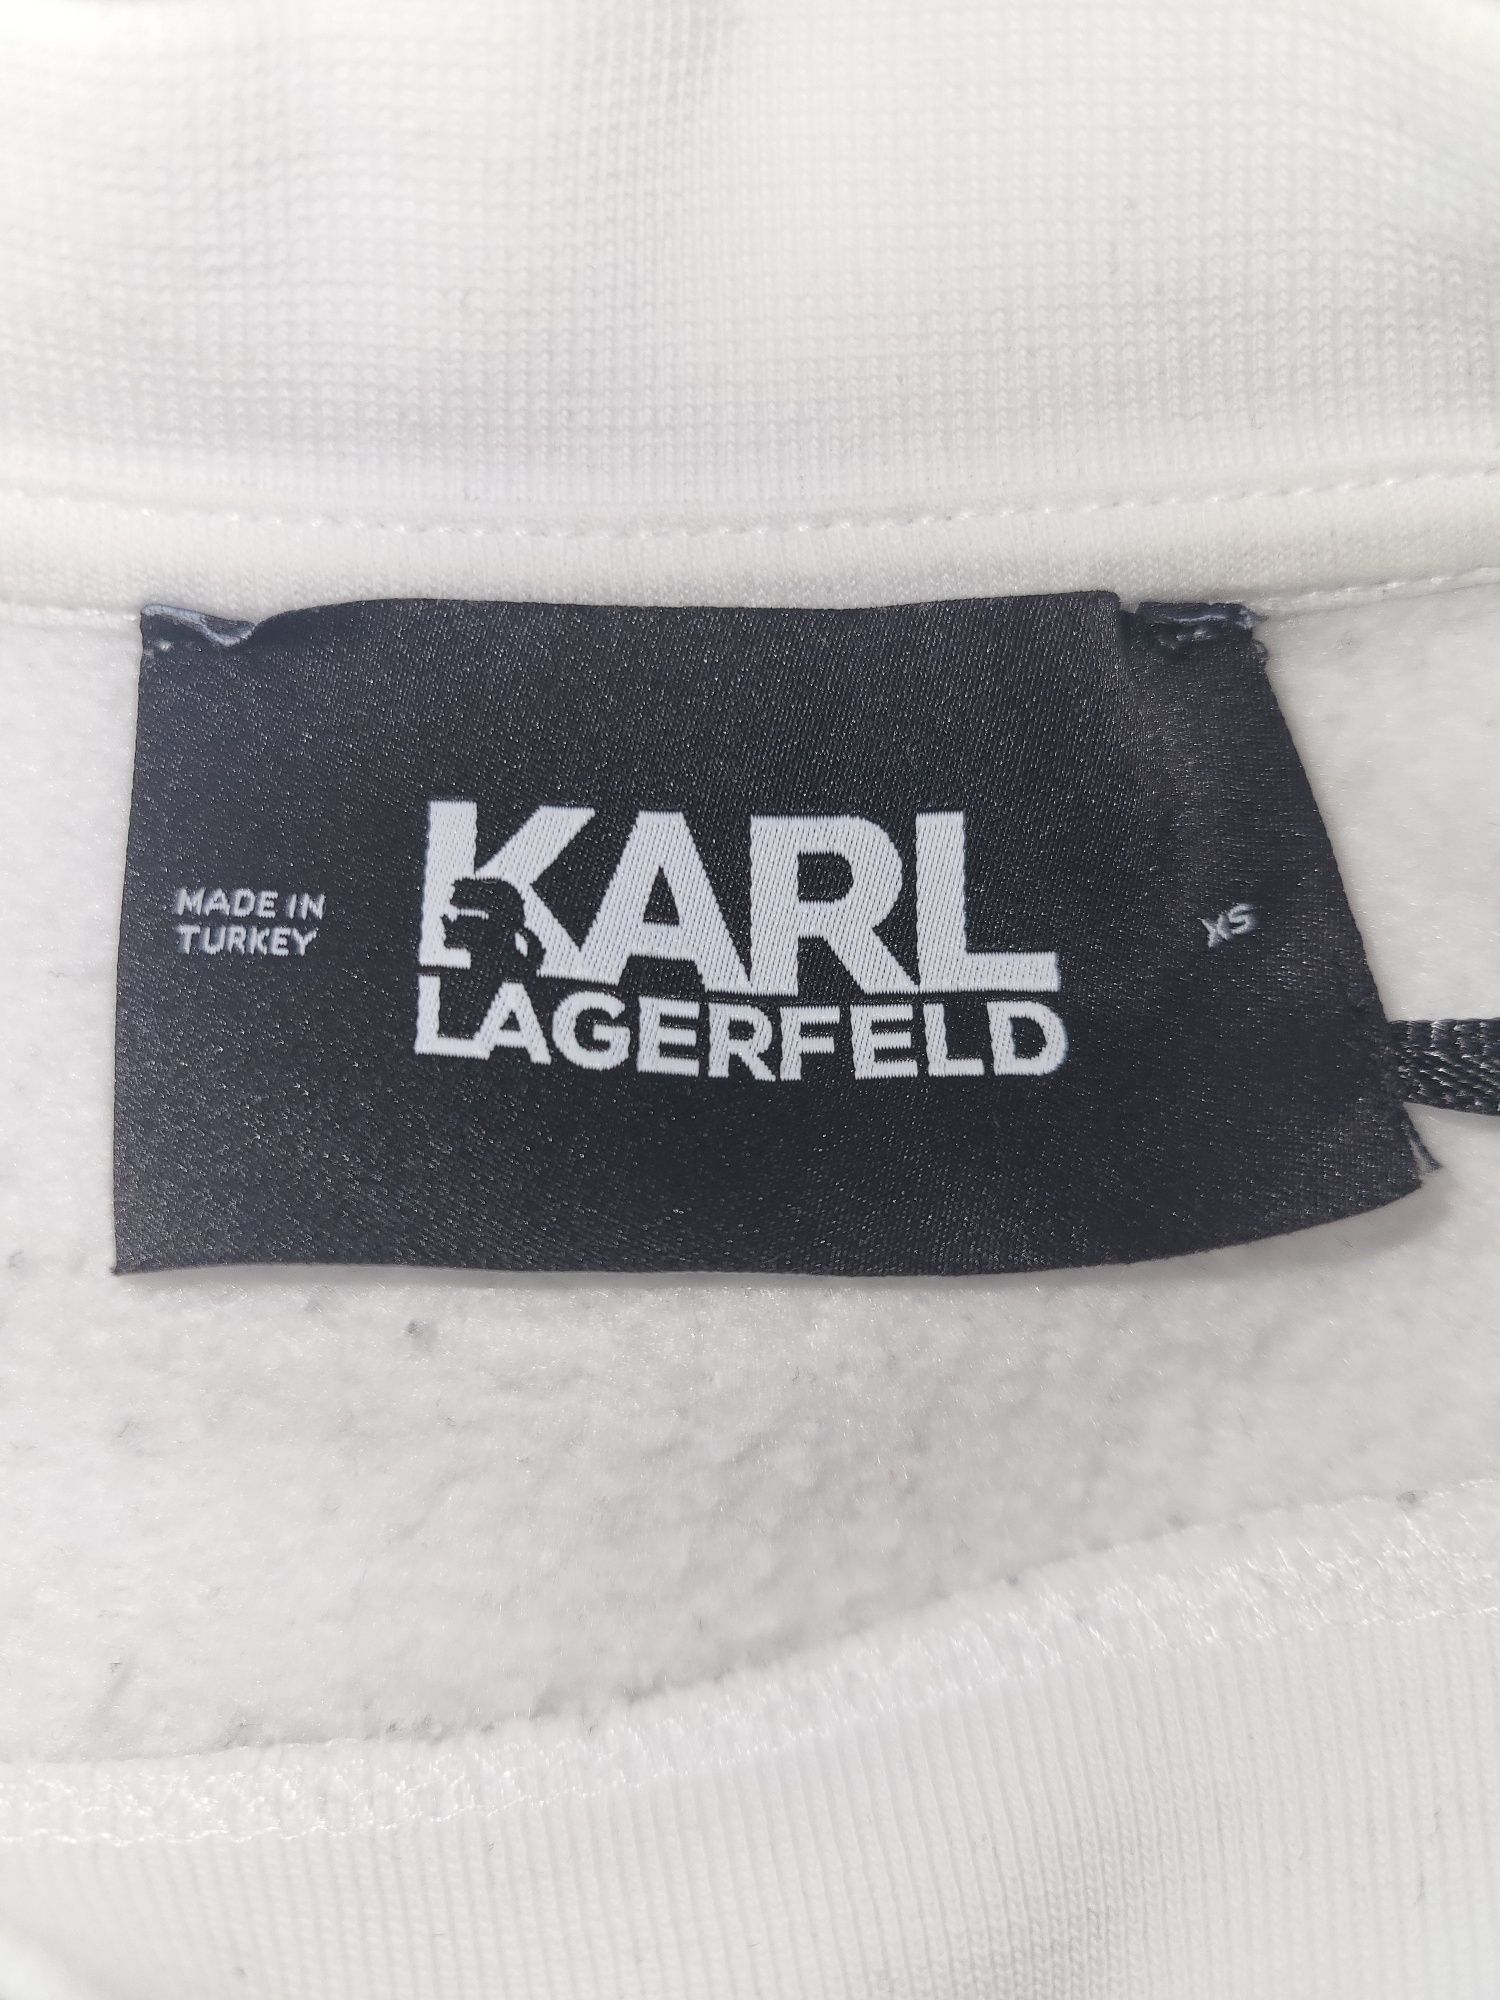 MADE IN
TURKEY
KARL
LAGERFELD
XS